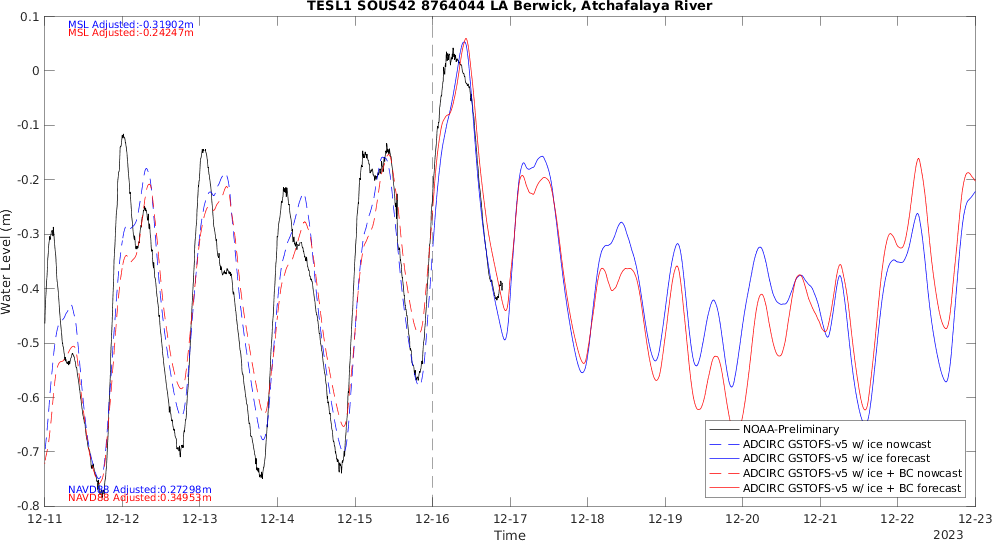 TESL1 SOUS42 8764044 LA Berwick, Atchafalaya River
MSL Adjusted:-0.31902m
MSL Adjusted:-0.24247m
0.1
0
-0.1
-0.2
-0.3
-0.4
-0.5
-0.6
-0.7
-0.8
Water Level (m)
NOAA-Preliminary
ADCIRC GSTOFS-v5 w/ ice nowcast
ADCIRC GSTOFS-v5 w/ ice forecast
ADCIRC GSTOFS-v5 w/ ice + BC nowcast
ADCIRC GSTOFS-v5 w/ ice + BC forecast
NAVD88 Adjusted:0.27298m
NAVD88 Adjusted:0.34953m
12-11 12-12 12-13 12-14 12-15 12-16 12-17 12-18 12-19 12-20 12-21 12-22 12-23
Time
2023